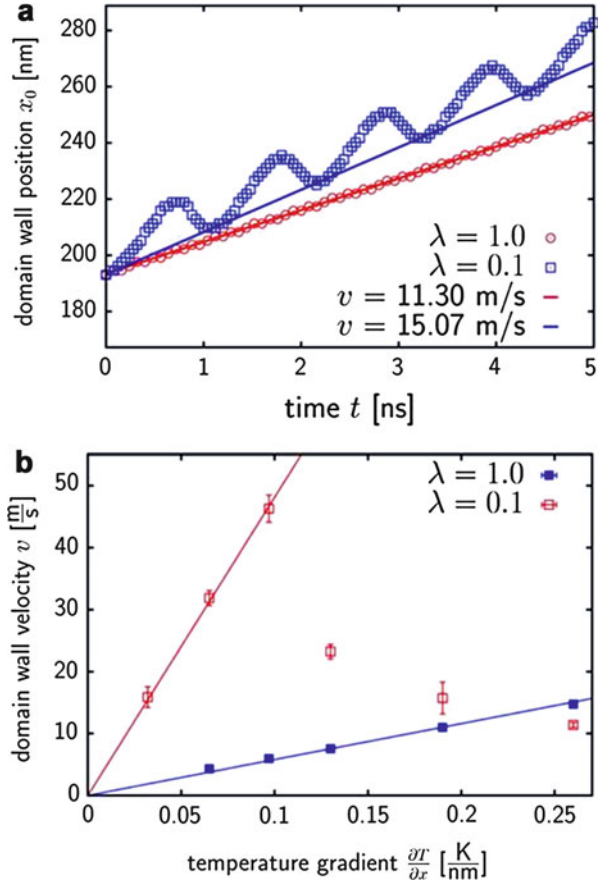 a
domain wall position x₀ [nm]
280
260
240
220
200
180
λ = 1.0
λ = 0.1
v = 11.30 m/s
v = 15.07 m/s
0 1 2 3 4 5
time t [ns]
b
domain wall velocity v [m/s]
50
40
30
20
10
0
λ = 1.0
λ = 0.1
0 0.05 0.1 0.15 0.2 0.25
temperature gradient ∂T/∂x [K/nm]